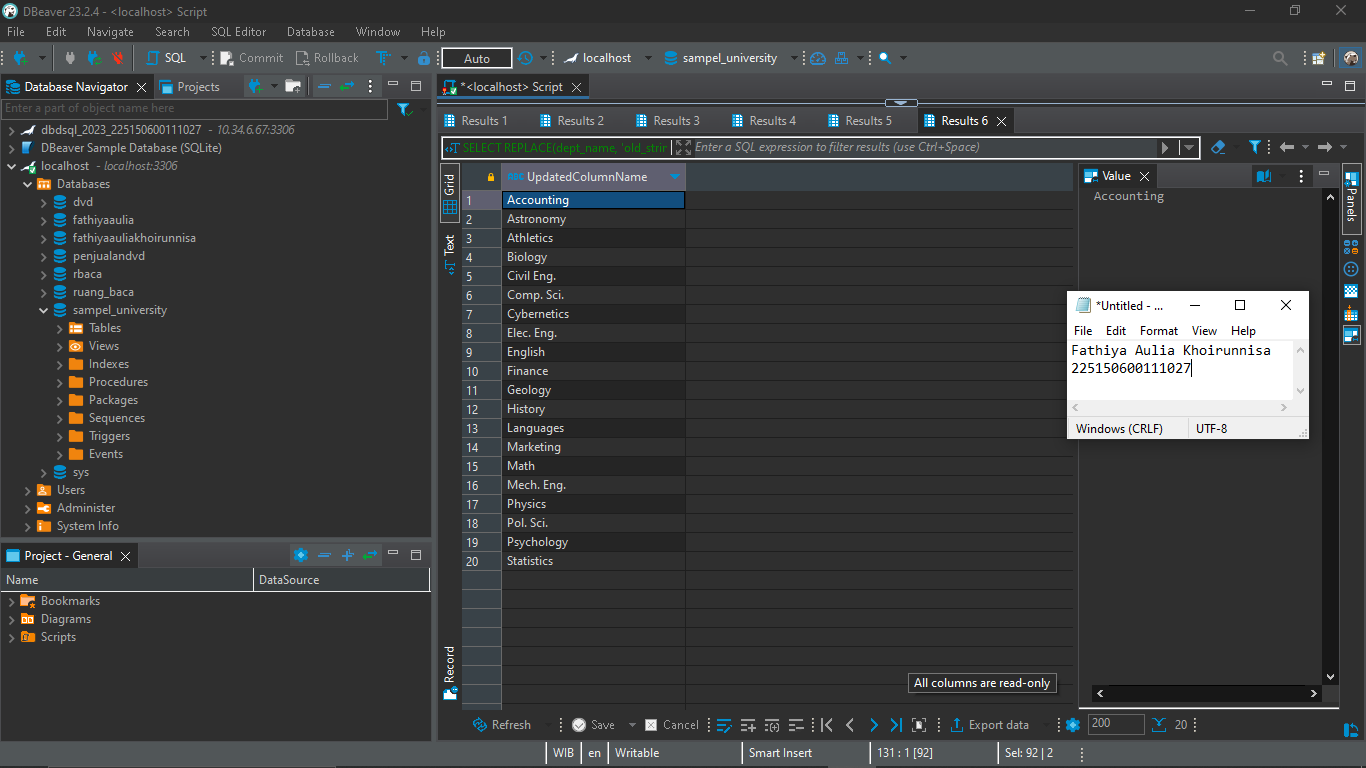 DBeaver 23.2.4 - <localhost> Script
File Edit Navigate Search SQL Editor Database Window Help
SQL Commit Rollback Auto localhost sampel_university
Database Navigator Projects
Enter a part of object name here
dbdsql_2023_225150600111027 - 10.34.6.67:3306
DBeaver Sample Database (SQLite)
localhost - localhost:3306
Databases
dvd
fathiyaaulia
fathiyaauliakhoirunnisa
penjualandvd
rbaca
ruang_baca
sampel_university
Tables
Views
Indexes
Procedures
Packages
Sequences
Triggers
Events
sys
Users
Administer
System Info
Project - General
Name DataSource
Bookmarks
Diagrams
Scripts
*<localhost> Script
Results 1 Results 2 Results 3 Results 4 Results 5 Results 6
SELECT REPLACE(dept_name, 'old_strir Enter a SQL expression to filter results (use Ctrl+Space)
Grid
Text
Record
UpdatedColumnName
1 Accounting
2 Astronomy
3 Athletics
4 Biology
5 Civil Eng.
6 Comp. Sci.
7 Cybernetics
8 Elec. Eng.
9 English
10 Finance
11 Geology
12 History
13 Languages
14 Marketing
15 Math
16 Mech. Eng.
17 Physics
18 Pol. Sci.
19 Psychology
20 Statistics
Value
Accounting
Panels
*Untitled - ...
File Edit Format View Help
Fathiya Aulia Khoirunnisa
225150600111027
Windows (CRLF) UTF-8
All columns are read-only
Refresh Save Cancel Export data 200 20
WIB en Writable Smart Insert 131 : 1 [92] Sel: 92 | 2